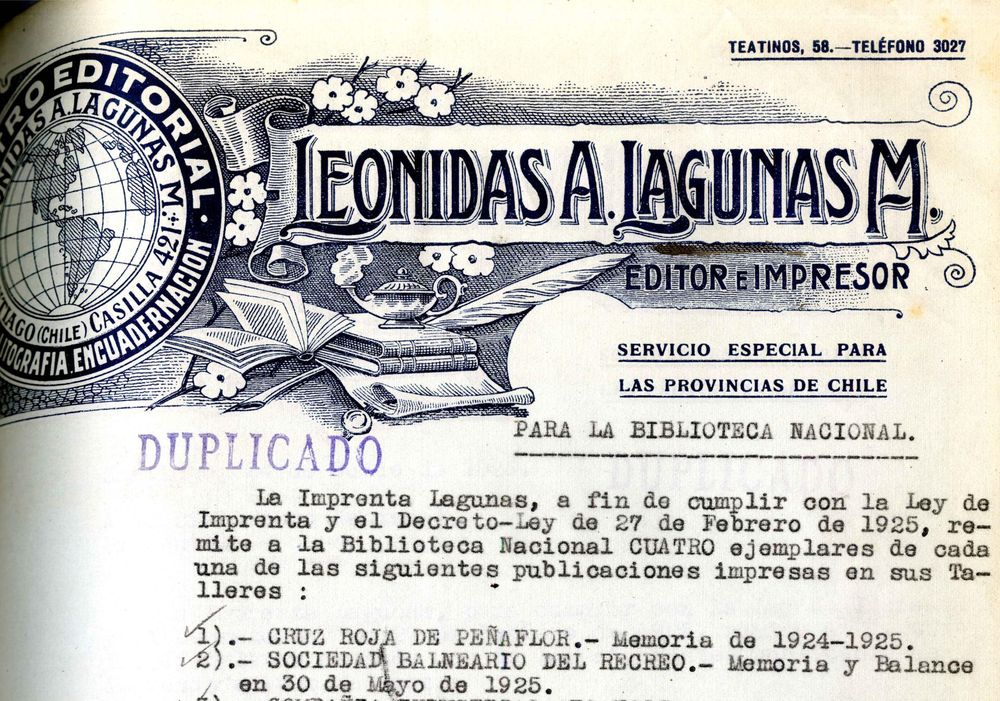 TEATINOS, 58.—TELÉFONO 3027
RO EDITORIAL
NIDAS A. LAGUNAS M.
CASILLA 421
TIAGO (CHILE)
ITOGRAFIA. ENCUADERNACION
LEONIDAS A. LAGUNAS M.
EDITOR E IMPRESOR
SERVICIO ESPECIAL PARA
LAS PROVINCIAS DE CHILE
PARA LA BIBLIOTECA NACIONAL.
DUPLICADO
La Imprenta Lagunas, a fin de cumplir con la Ley de
Imprenta y el Decreto-Ley de 27 de Febrero de 1925, re-
mite a la Biblioteca Nacional CUATRO ejemplares de cada
una de las siguientes publicaciones impresas en sus Ta-
lleres :
1).- CRUZ ROJA DE PEÑAFLOR.- Memoria de 1924-1925.
2).- SOCIEDAD BALNEARIO DEL RECREO.- Memoria y Balance
en 30 de Mayo de 1925.